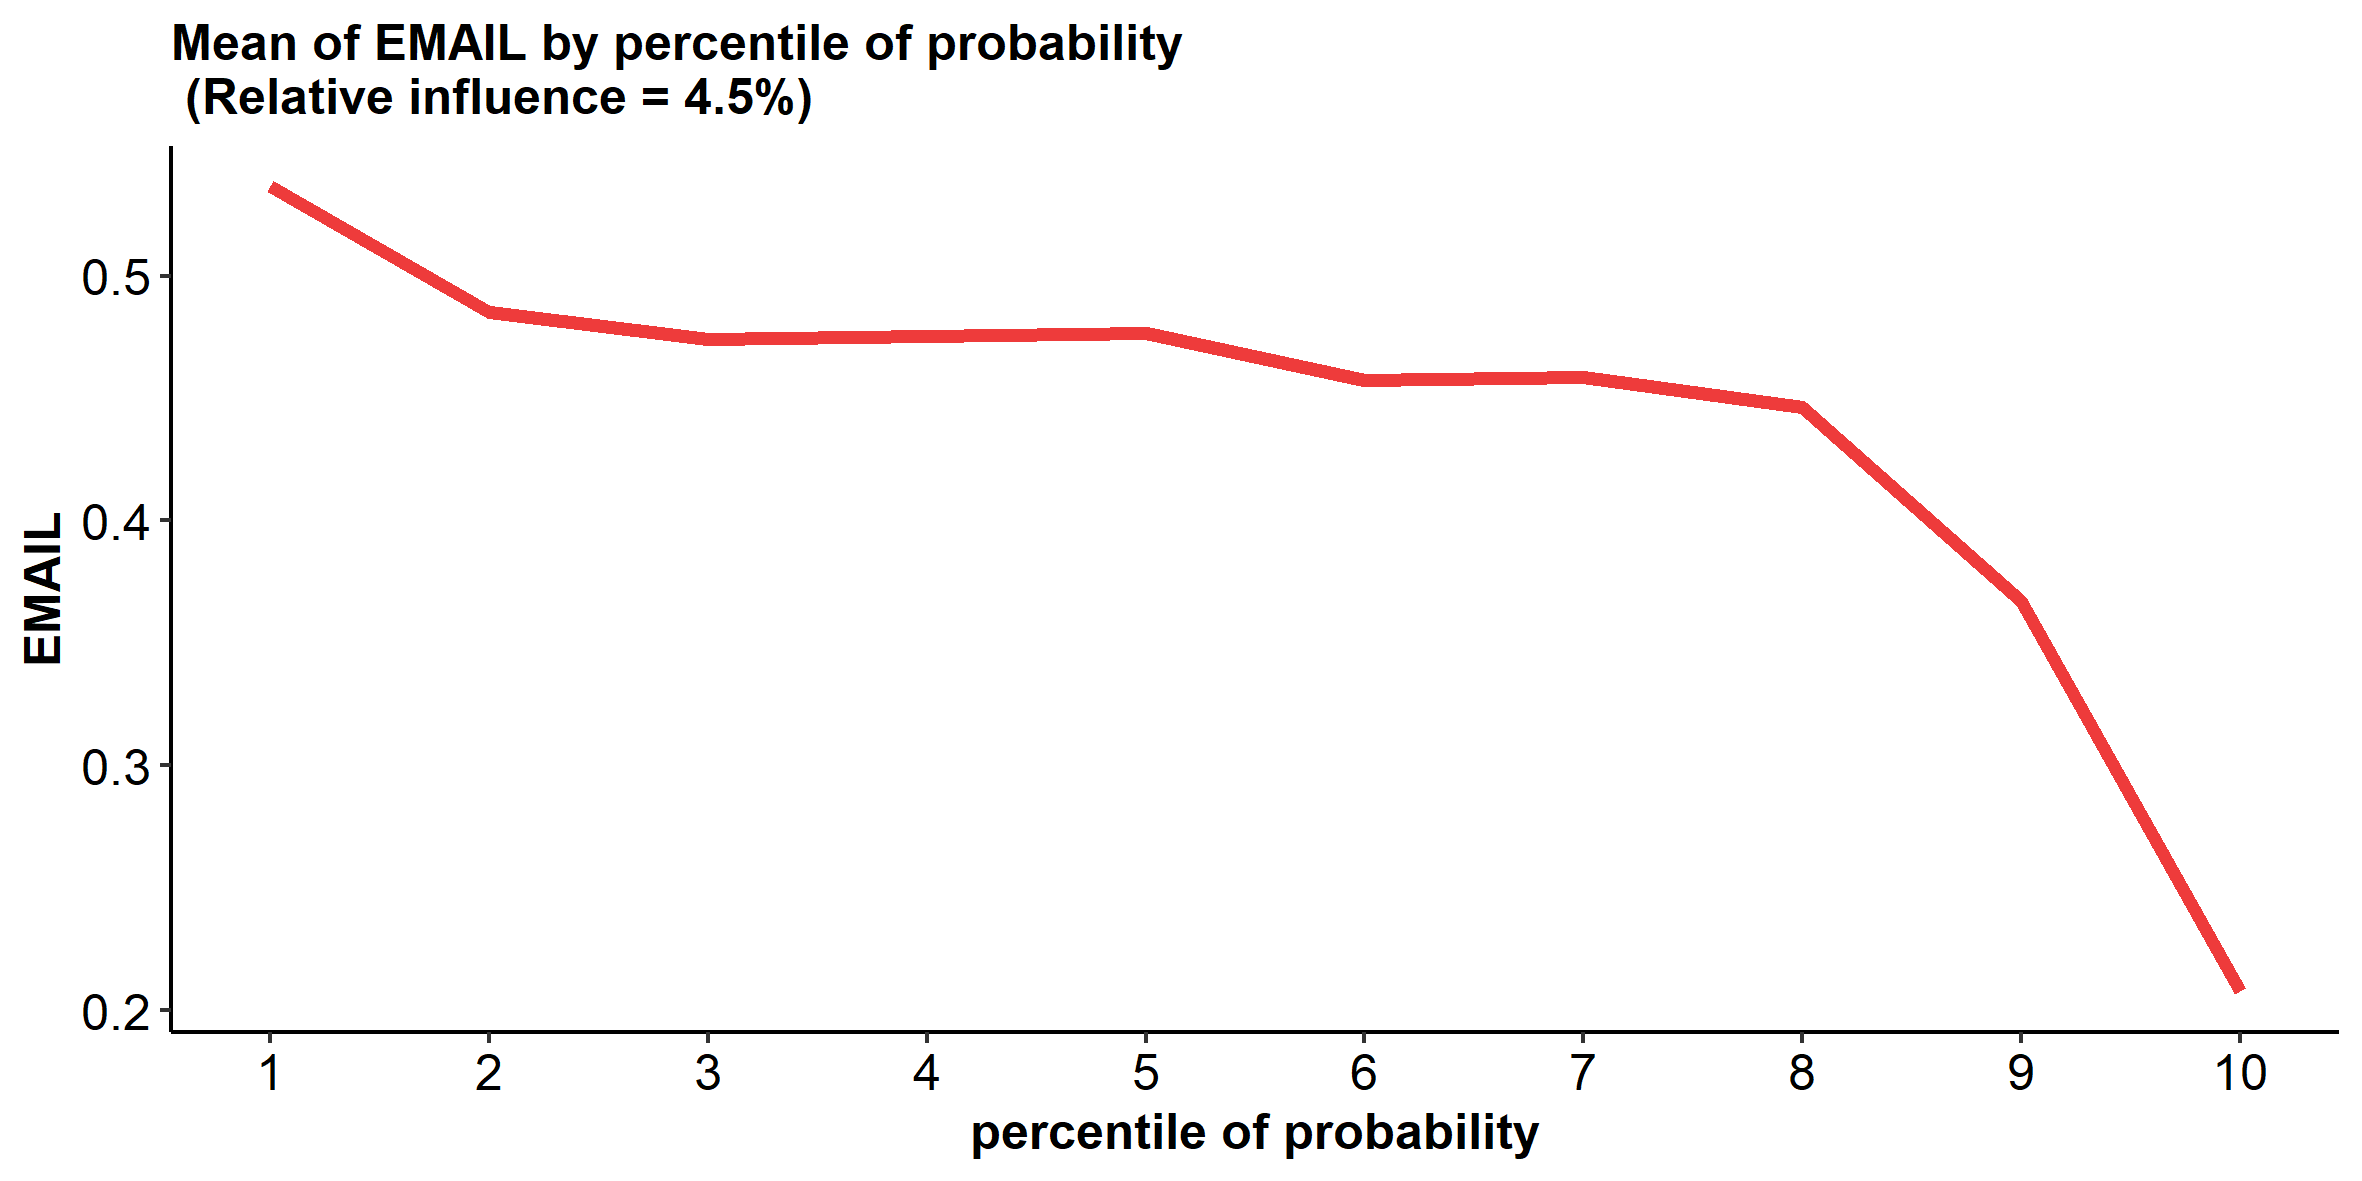 Mean of EMAIL by percentile of probability
(Relative influence = 4.5%)
EMAIL
0.5
0.4
0.3
0.2
1 2 3 4 5 6 7 8 9 10
percentile of probability